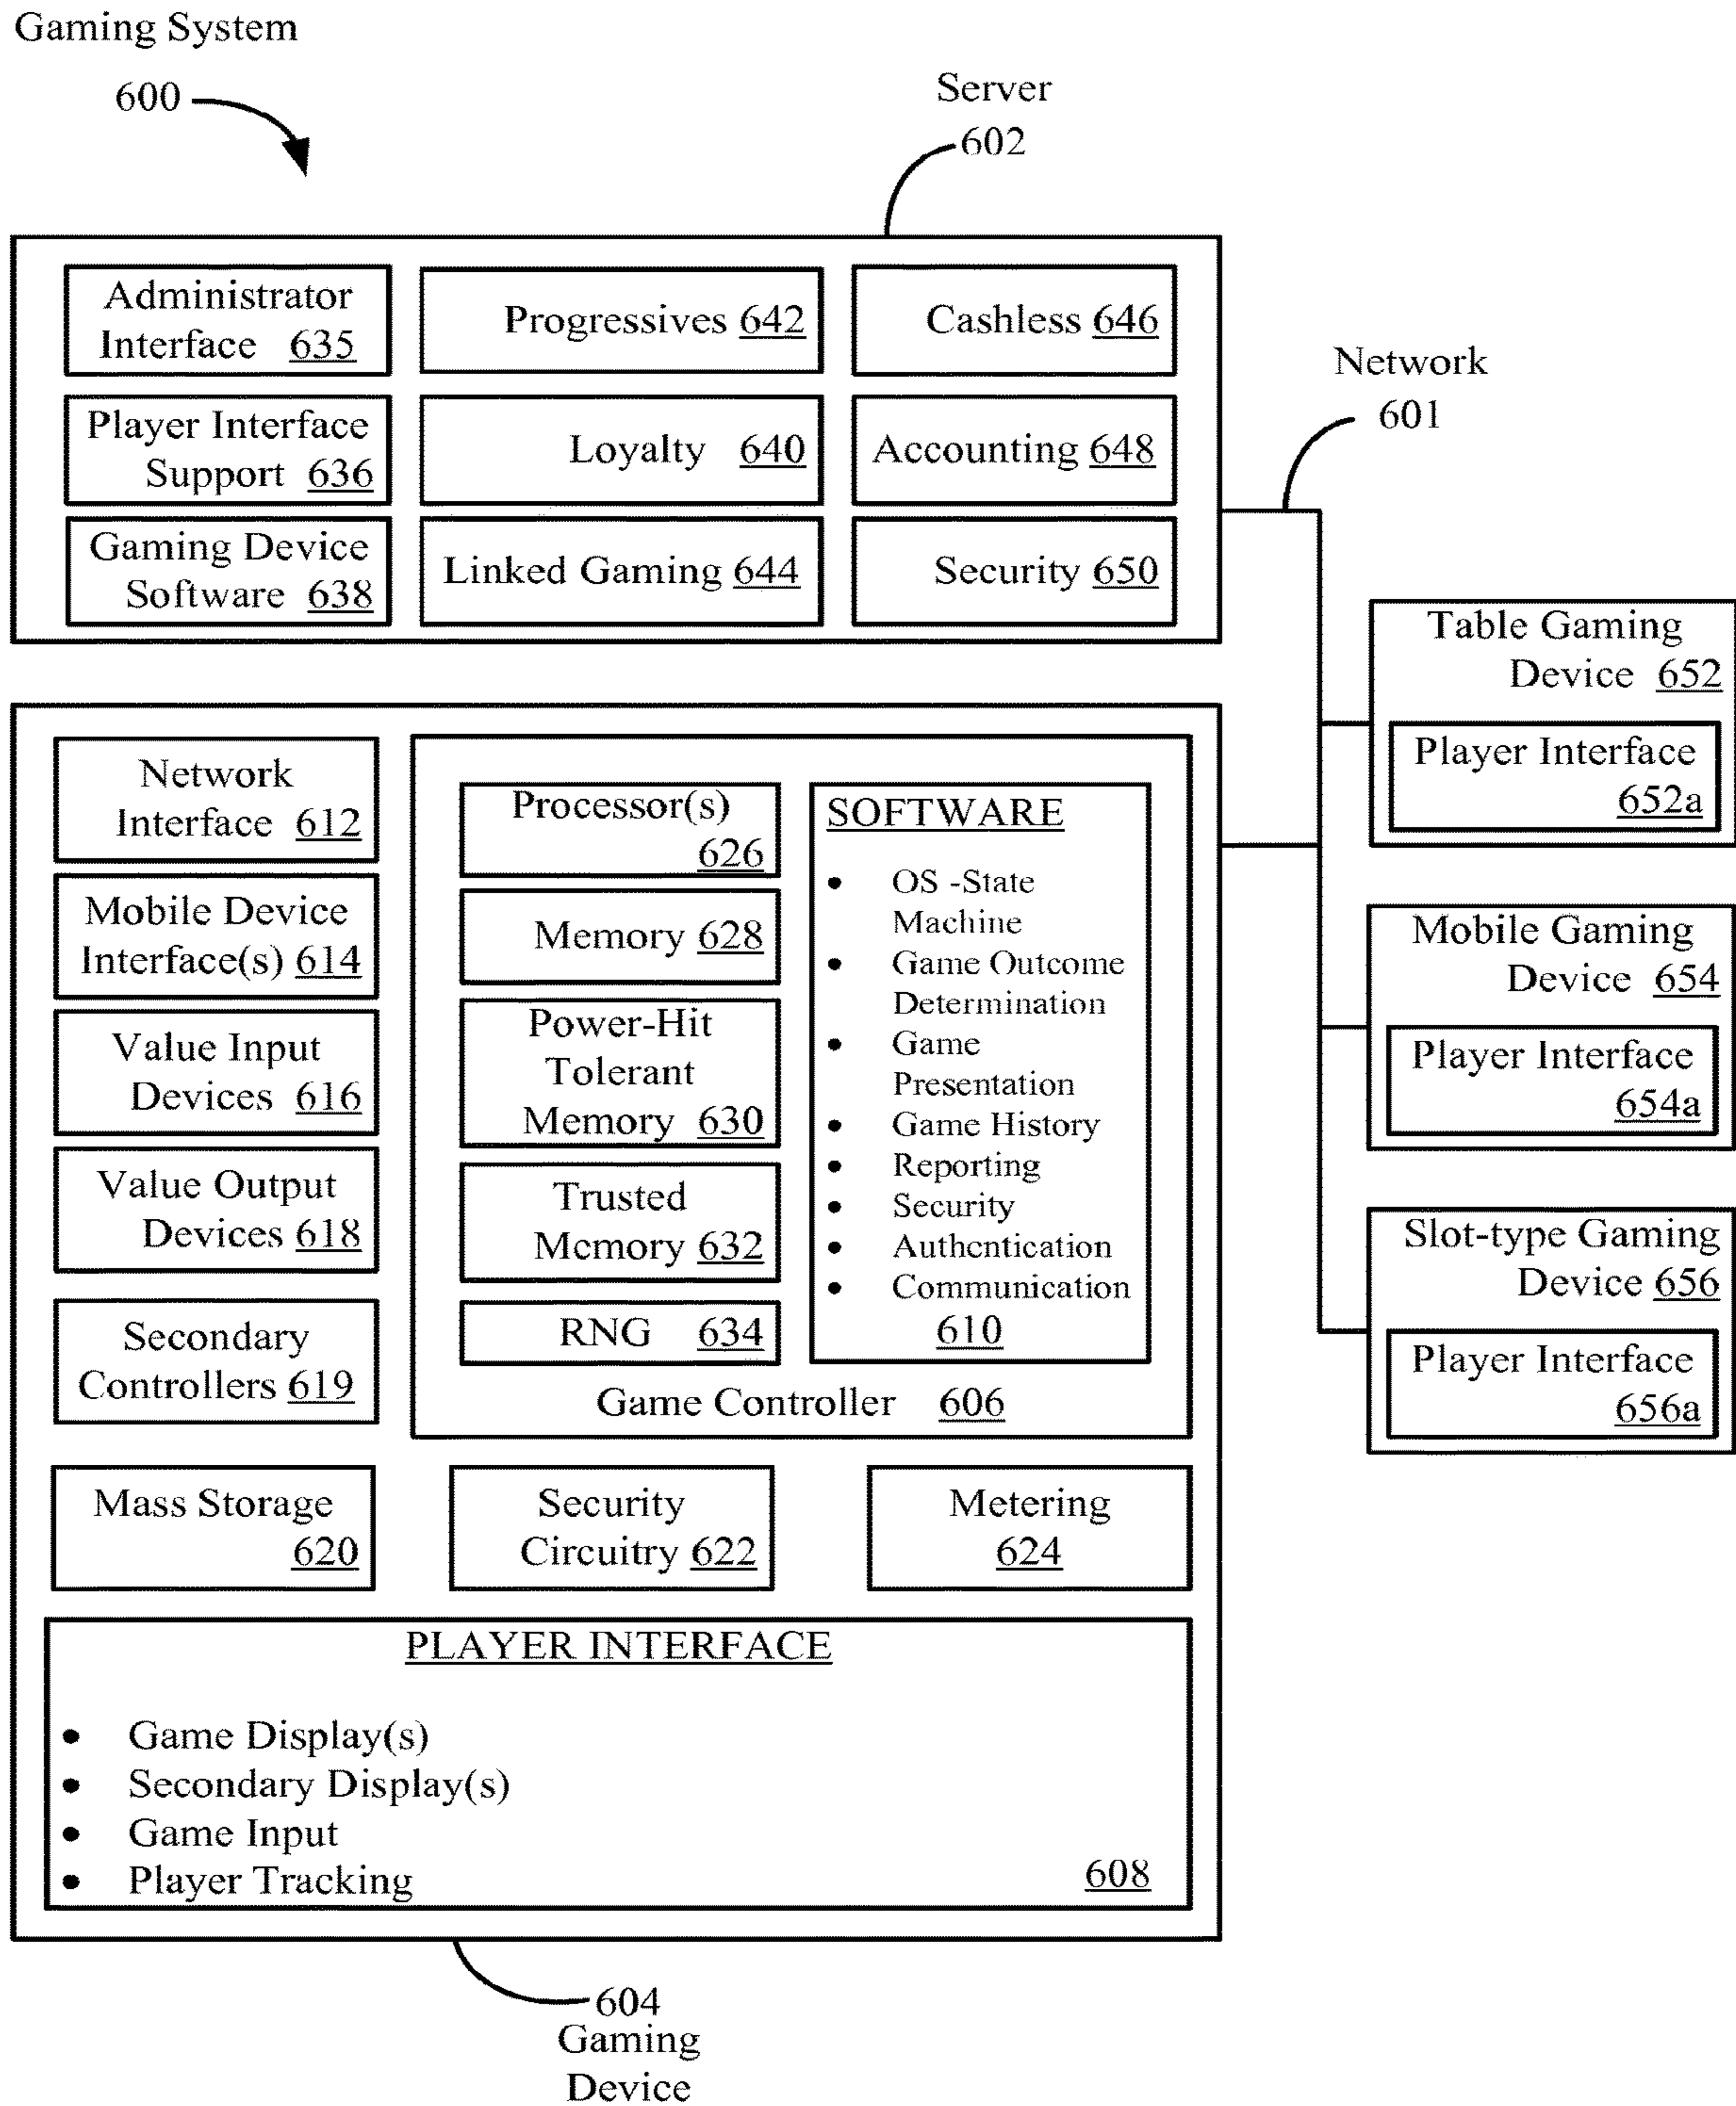 Gaming System
600
Server
602
Administrator
Interface 635
Progressives 642
Cashless 646
Player Interface
Support 636
Loyalty 640
Accounting 648
Gaming Device
Software 638
Linked Gaming 644
Security 650
Network
601
Table Gaming
Device 652
Player Interface
652a
Mobile Gaming
Device 654
Player Interface
654a
Slot-type Gaming
Device 656
Player Interface
656a
Network
Interface 612
Mobile Device
Interface(s) 614
Value Input
Devices 616
Value Output
Devices 618
Secondary
Controllers 619
Processor(s)
626
Memory 628
Power-Hit
Tolerant
Memory 630
Trusted
Memory 632
RNG 634
SOFTWARE
• OS -State
Machine
• Game Outcome
Determination
• Game
Presentation
• Game History
• Reporting
• Security
• Authentication
• Communication
610
Game Controller 606
Mass Storage
620
Security
Circuitry 622
Metering
624
PLAYER INTERFACE
• Game Display(s)
• Secondary Display(s)
• Game Input
• Player Tracking
608
604
Gaming
Device